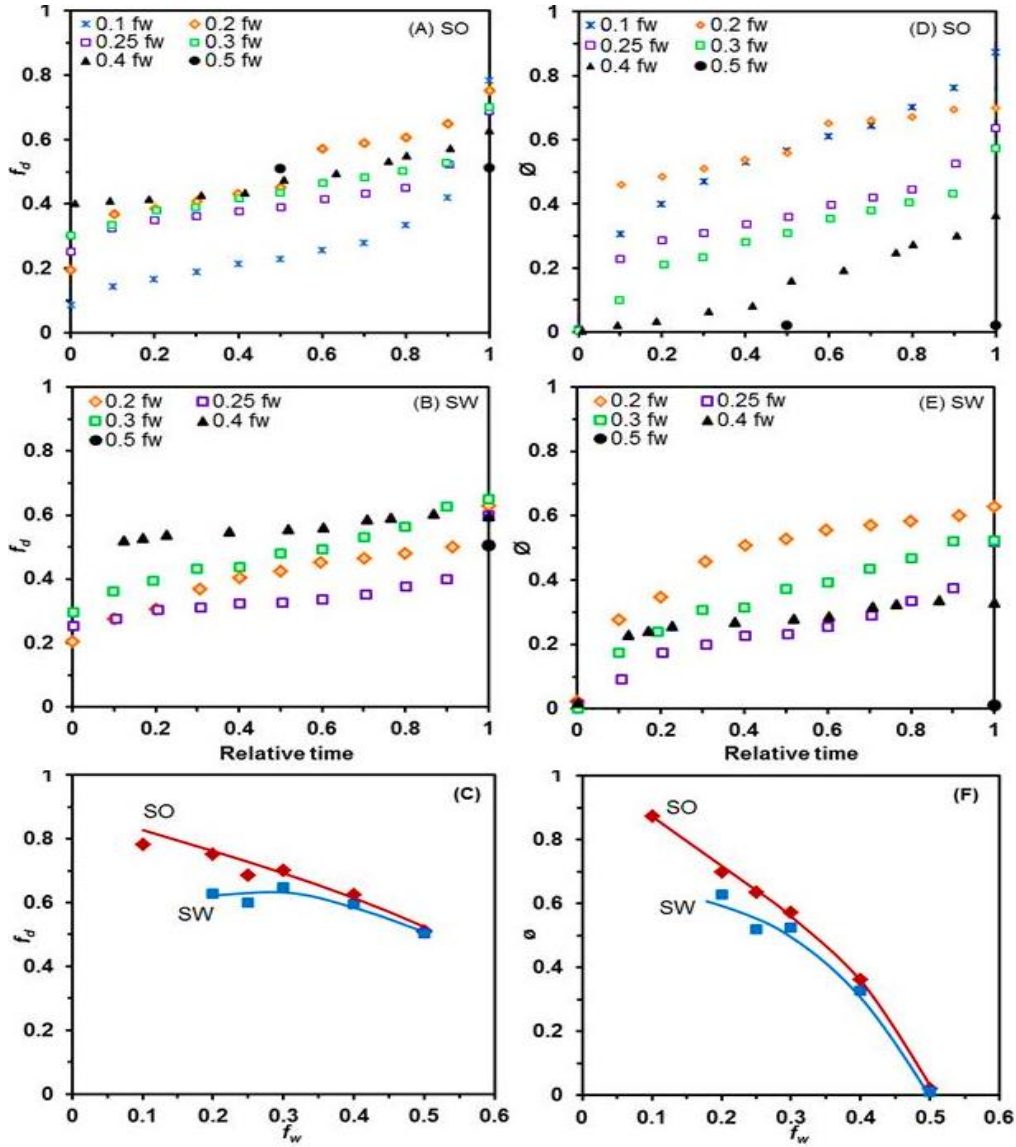 1
0.1 fw 0.2 fw (A) SO
0.25 fw 0.3 fw
0.4 fw 0.5 fw
0.8
0.6
f_d
0.4
0.2
0
0 0.2 0.4 0.6 0.8 1
1
0.1 fw 0.2 fw (D) SO
0.25 fw 0.3 fw
0.4 fw 0.5 fw
0.8
0.6
Ø
0.4
0.2
0
0 0.2 0.4 0.6 0.8 1
1
0.2 fw 0.25 fw (B) SW
0.3 fw 0.4 fw
0.5 fw
0.8
0.6
f_d
0.4
0.2
0
0 0.2 0.4 0.6 0.8 1
Relative time
1
0.2 fw 0.25 fw (E) SW
0.3 fw 0.4 fw
0.5 fw
0.8
0.6
Ø
0.4
0.2
0
0 0.2 0.4 0.6 0.8 1
Relative time
1
(C)
SO
0.8
0.6
SW
f_d
0.4
0.2
0
0 0.1 0.2 0.3 0.4 0.5 0.6
f_w
1
(F)
SO
0.8
0.6
SW
ø
0.4
0.2
0
0 0.1 0.2 0.3 0.4 0.5 0.6
f_w